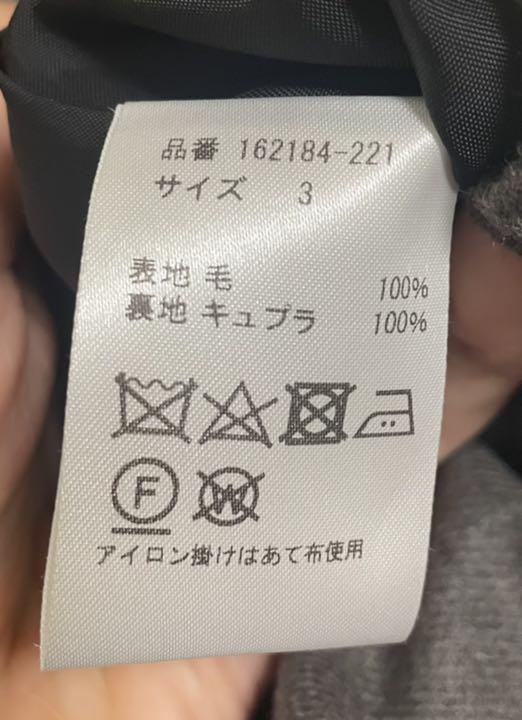 品番 162184-221
サイズ 3
表地 毛 100%
裏地 キュプラ 100%
F W
アイロン掛けはあて布使用